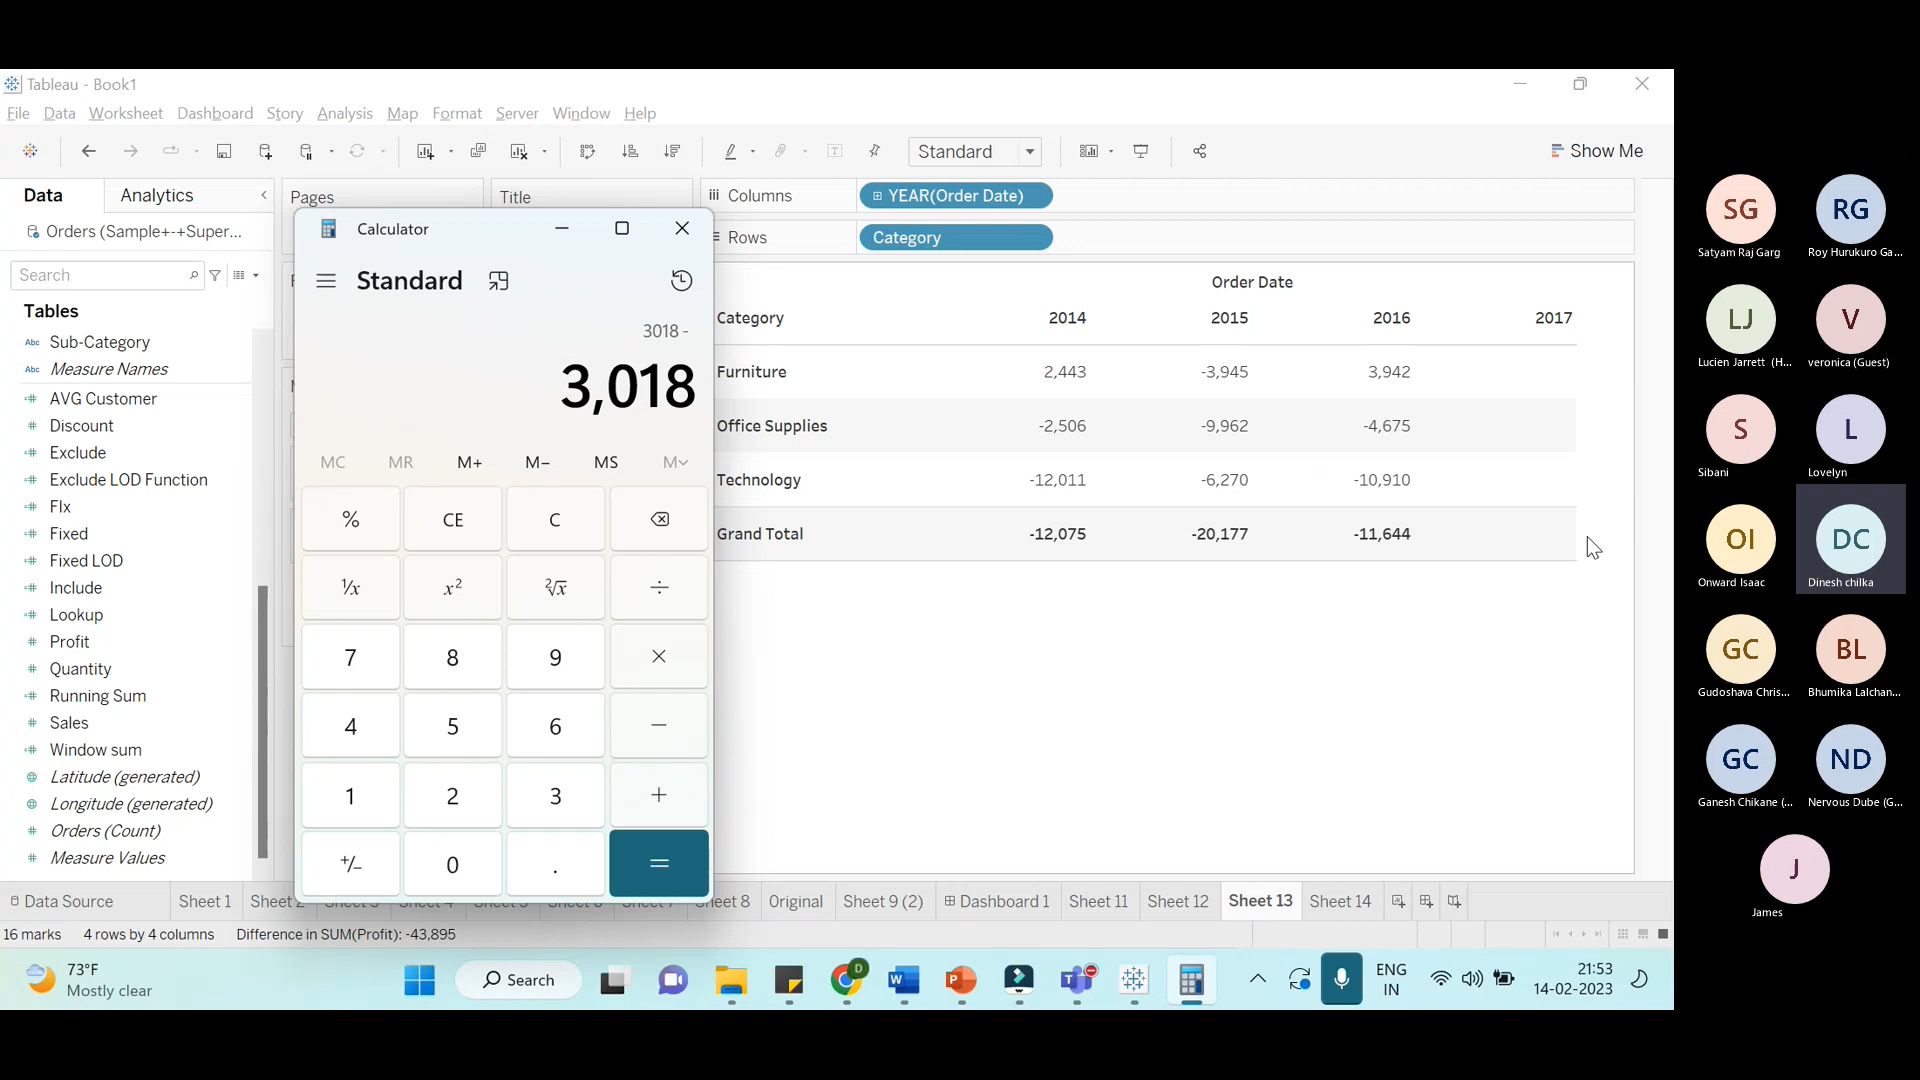 Tableau - Book1
File Data Worksheet Dashboard Story Analysis Map Format Server Window Help
Standard
Show Me
Data Analytics
Pages
Title
Columns
YEAR(Order Date)
Orders (Sample+-+Super...
Rows
Category
Search
Tables
Abc Sub-Category
Abc Measure Names
AVG Customer
Discount
Exclude
Exclude LOD Function
FIx
Fixed
Fixed LOD
Include
Lookup
Profit
Quantity
Running Sum
Sales
Window sum
Latitude (generated)
Longitude (generated)
Orders (Count)
Measure Values
Calculator
Standard
3018 -
3,018
MC MR M+ M− MS M
% CE C
⅟x x² ²√x ÷
7 8 9 ×
4 5 6 −
1 2 3 +
+/− 0 . =
Order Date
Category 2014 2015 2016 2017
Furniture 2,443 -3,945 3,942
Office Supplies -2,506 -9,962 -4,675
Technology -12,011 -6,270 -10,910
Grand Total -12,075 -20,177 -11,644
Data Source Sheet 1 Sheet 8 Original Sheet 9 (2) Dashboard 1 Sheet 11 Sheet 12 Sheet 13 Sheet 14
16 marks 4 rows by 4 columns Difference in SUM(Profit): -43,895
73°F
Mostly clear
Search
D
ENG
IN
21:53
14-02-2023
SG
Satyam Raj Garg
RG
Roy Hurukuro Ga...
LJ
Lucien Jarrett (H...
V
veronica (Guest)
S
Sibani
L
Lovelyn
OI
Onward Isaac
DC
Dinesh chilka
GC
Gudoshava Chris...
BL
Bhumika Lalchan...
GC
Ganesh Chikane (...
ND
Nervous Dube (G...
J
James